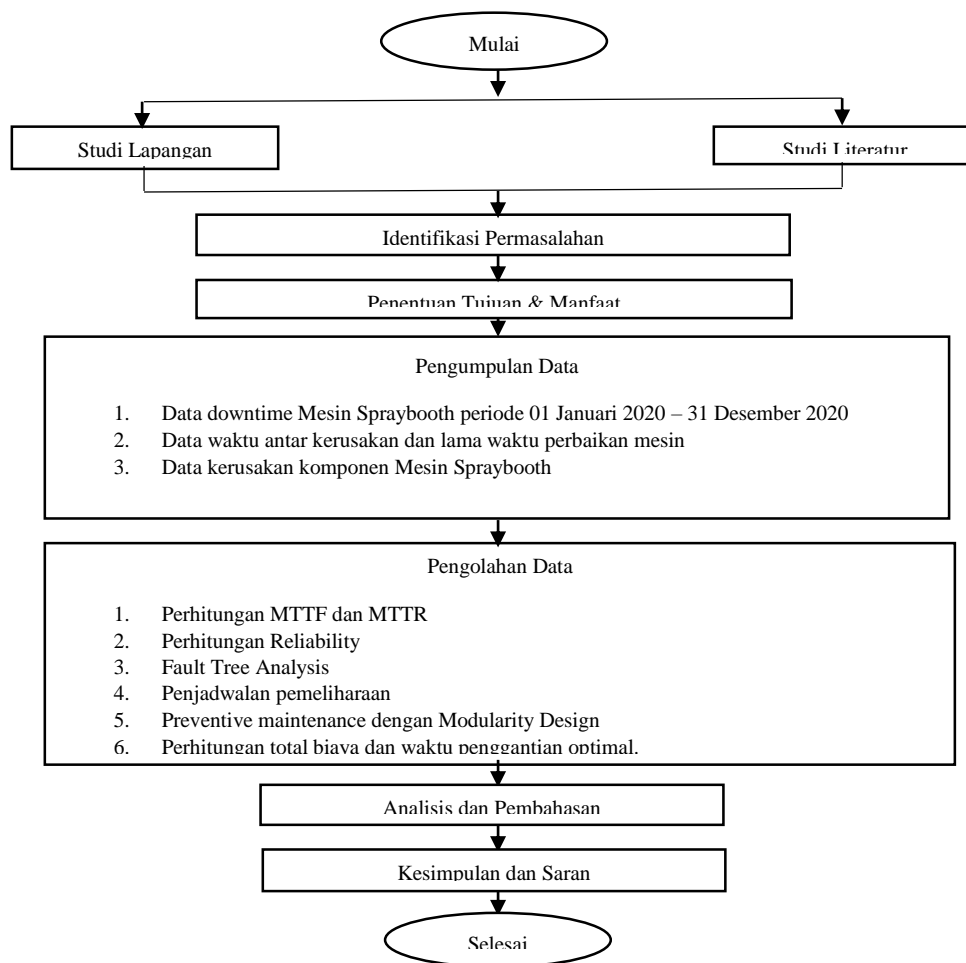 Mulai
Studi Lapangan
Studi Literatur
Identifikasi Permasalahan
Penentuan Tujuan & Manfaat
Pengumpulan Data
1. Data downtime Mesin Spraybooth periode 01 Januari 2020 – 31 Desember 2020
2. Data waktu antar kerusakan dan lama waktu perbaikan mesin
3. Data kerusakan komponen Mesin Spraybooth
Pengolahan Data
1. Perhitungan MTTF dan MTTR
2. Perhitungan Reliability
3. Fault Tree Analysis
4. Penjadwalan pemeliharaan
5. Preventive maintenance dengan Modularity Design
6. Perhitungan total biaya dan waktu penggantian optimal.
Analisis dan Pembahasan
Kesimpulan dan Saran
Selesai